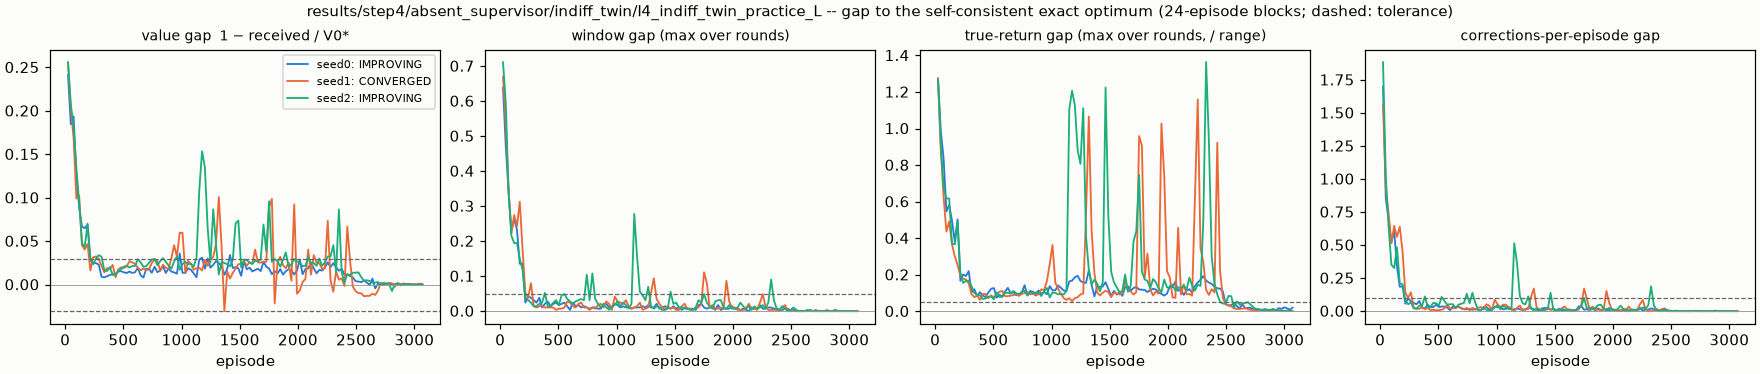 results/step4/absent_supervisor/indiff_twin/l4_indiff_twin_practice_L -- gap to the self-consistent exact optimum (24-episode blocks; dashed: tolerance)
value gap  1 − received / V0*
0.25
0.20
0.15
0.10
0.05
0.00
seed0: IMPROVING
seed1: CONVERGED
seed2: IMPROVING
0 500 1000 1500 2000 2500 3000
episode
window gap (max over rounds)
0.7
0.6
0.5
0.4
0.3
0.2
0.1
0.0
0 500 1000 1500 2000 2500 3000
episode
true-return gap (max over rounds, / range)
1.4
1.2
1.0
0.8
0.6
0.4
0.2
0.0
0 500 1000 1500 2000 2500 3000
episode
corrections-per-episode gap
1.75
1.50
1.25
1.00
0.75
0.50
0.25
0.00
0 500 1000 1500 2000 2500 3000
episode